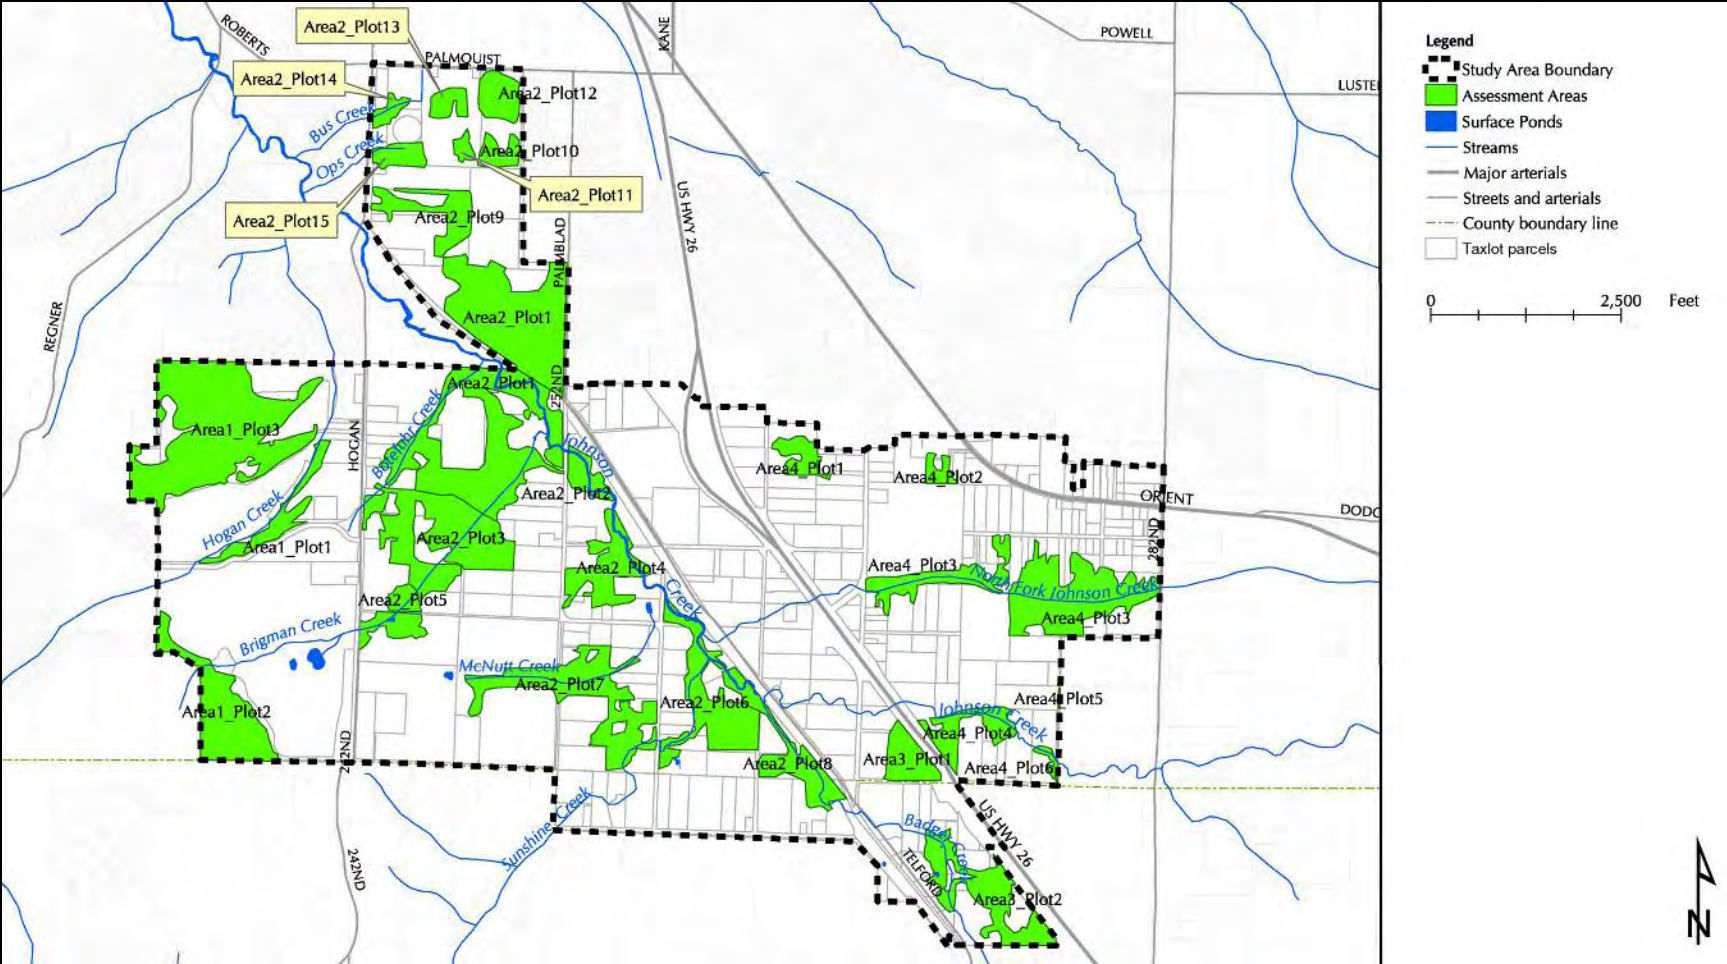 Area2_Plot13
ROBERTS
KANE
POWELL
PALMQUIST
Area2_Plot14
Area2_Plot12
LUSTE
Bus Creek
Ops Creek
Area2_Plot10
Area2_Plot11
Area2_Plot15
Area2_Plot9
US HWY 26
PALMBLAD
REGNER
Area2_Plot1
Area2_Plot1
252ND
Area1_Plot3
HOGAN
Botefuhr Creek
Johnson
Area4_Plot1
Area4_Plot2
Area2_Plot2
ORIENT
DODG
Hogan Creek
Area1_Plot1
Area2_Plot3
282ND
Area2_Plot4
Area4_Plot3
North Fork Johnson Creek
Area2_Plot5
Creek
Area4_Plot3
Brigman Creek
McNutt Creek
Area2_Plot7
Area2_Plot6
Area4_Plot5
Johnson Creek
Area1_Plot2
Area4_Plot4
242ND
Area2_Plot8
Area3_Plot1
Area4_Plot6
Sunshine Creek
Badger Creek
US HWY 26
242ND
TELFORD
Area3_Plot2
Legend
Study Area Boundary
Assessment Areas
Surface Ponds
Streams
Major arterials
Streets and arterials
County boundary line
Taxlot parcels
0 2,500 Feet
N